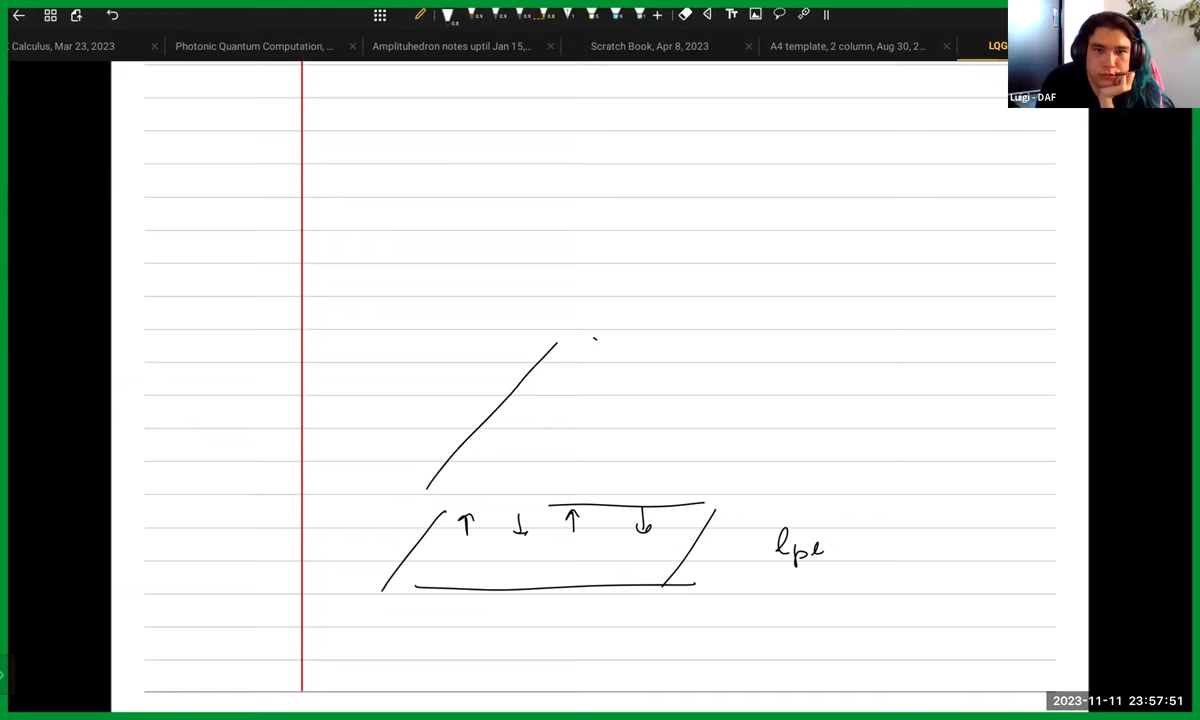 Calculus, Mar 23, 2023
Photonic Quantum Computation, ...
Amplituhedron notes uptil Jan 15,...
Scratch Book, Apr 8, 2023
A4 template, 2 column, Aug 30, 2...
LQG
Luigi - DAF
↑ ↓ ↑ ↓
lpl
2023-11-11 23:57:51